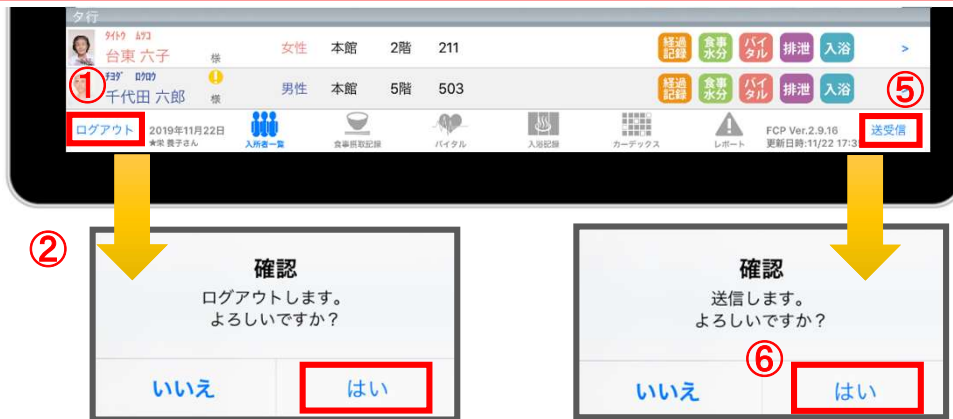 タ行
ﾀｲﾄｳ ﾑﾂｺ
台東 六子 様 女性 本館 2階 211 経過記録 食事水分 バイタル 排泄 入浴 >
①
ﾁﾖﾀﾞ ﾛｸﾛｳ
千代田 六郎 様 男性 本館 5階 503 経過記録 食事水分 バイタル 排泄 入浴
⑤
ログアウト 2019年11月22日
★栄 養子さん
入所者一覧 食事摂取記録 バイタル 入浴記録 カーデックス レポート
FCP Ver.2.9.16
更新日時:11/22 17:3
送受信
②
確認
ログアウトします。
よろしいですか？
いいえ はい
確認
送信します。
よろしいですか？
⑥
いいえ はい